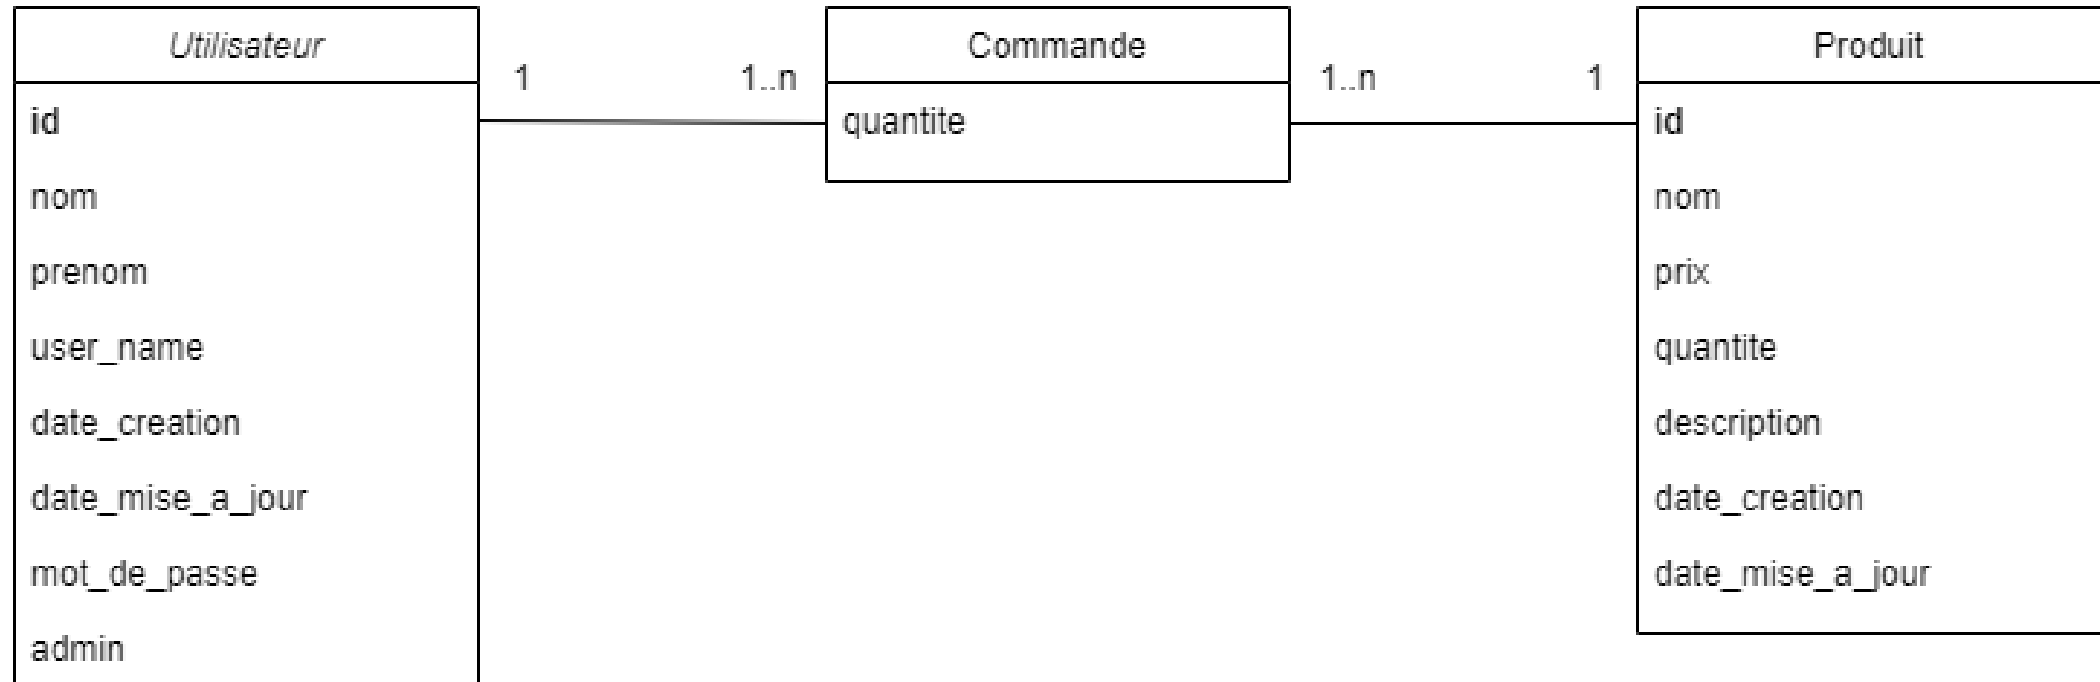 Utilisateur
id
nom
prenom
user_name
date_creation
date_mise_a_jour
mot_de_passe
admin
1
1..n
Commande
quantite
1..n
1
Produit
id
nom
prix
quantite
description
date_creation
date_mise_a_jour